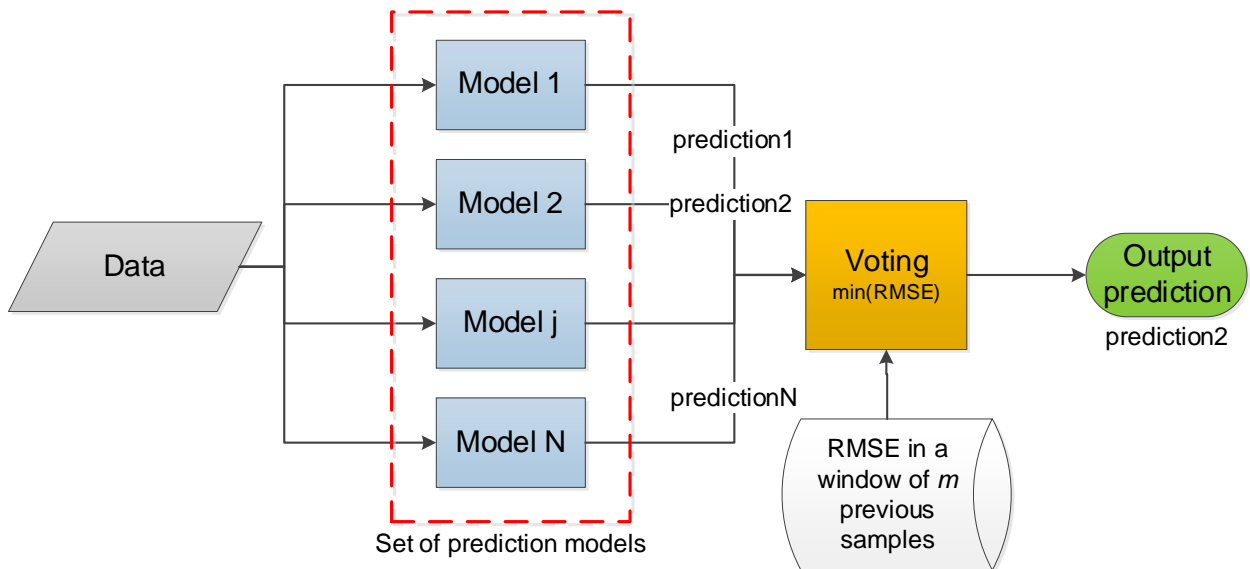 Data
Model 1
Model 2
Model j
Model N
Set of prediction models
prediction1
prediction2
predictionN
Voting
min(RMSE)
RMSE in a
window of m
previous
samples
Output
prediction
prediction2